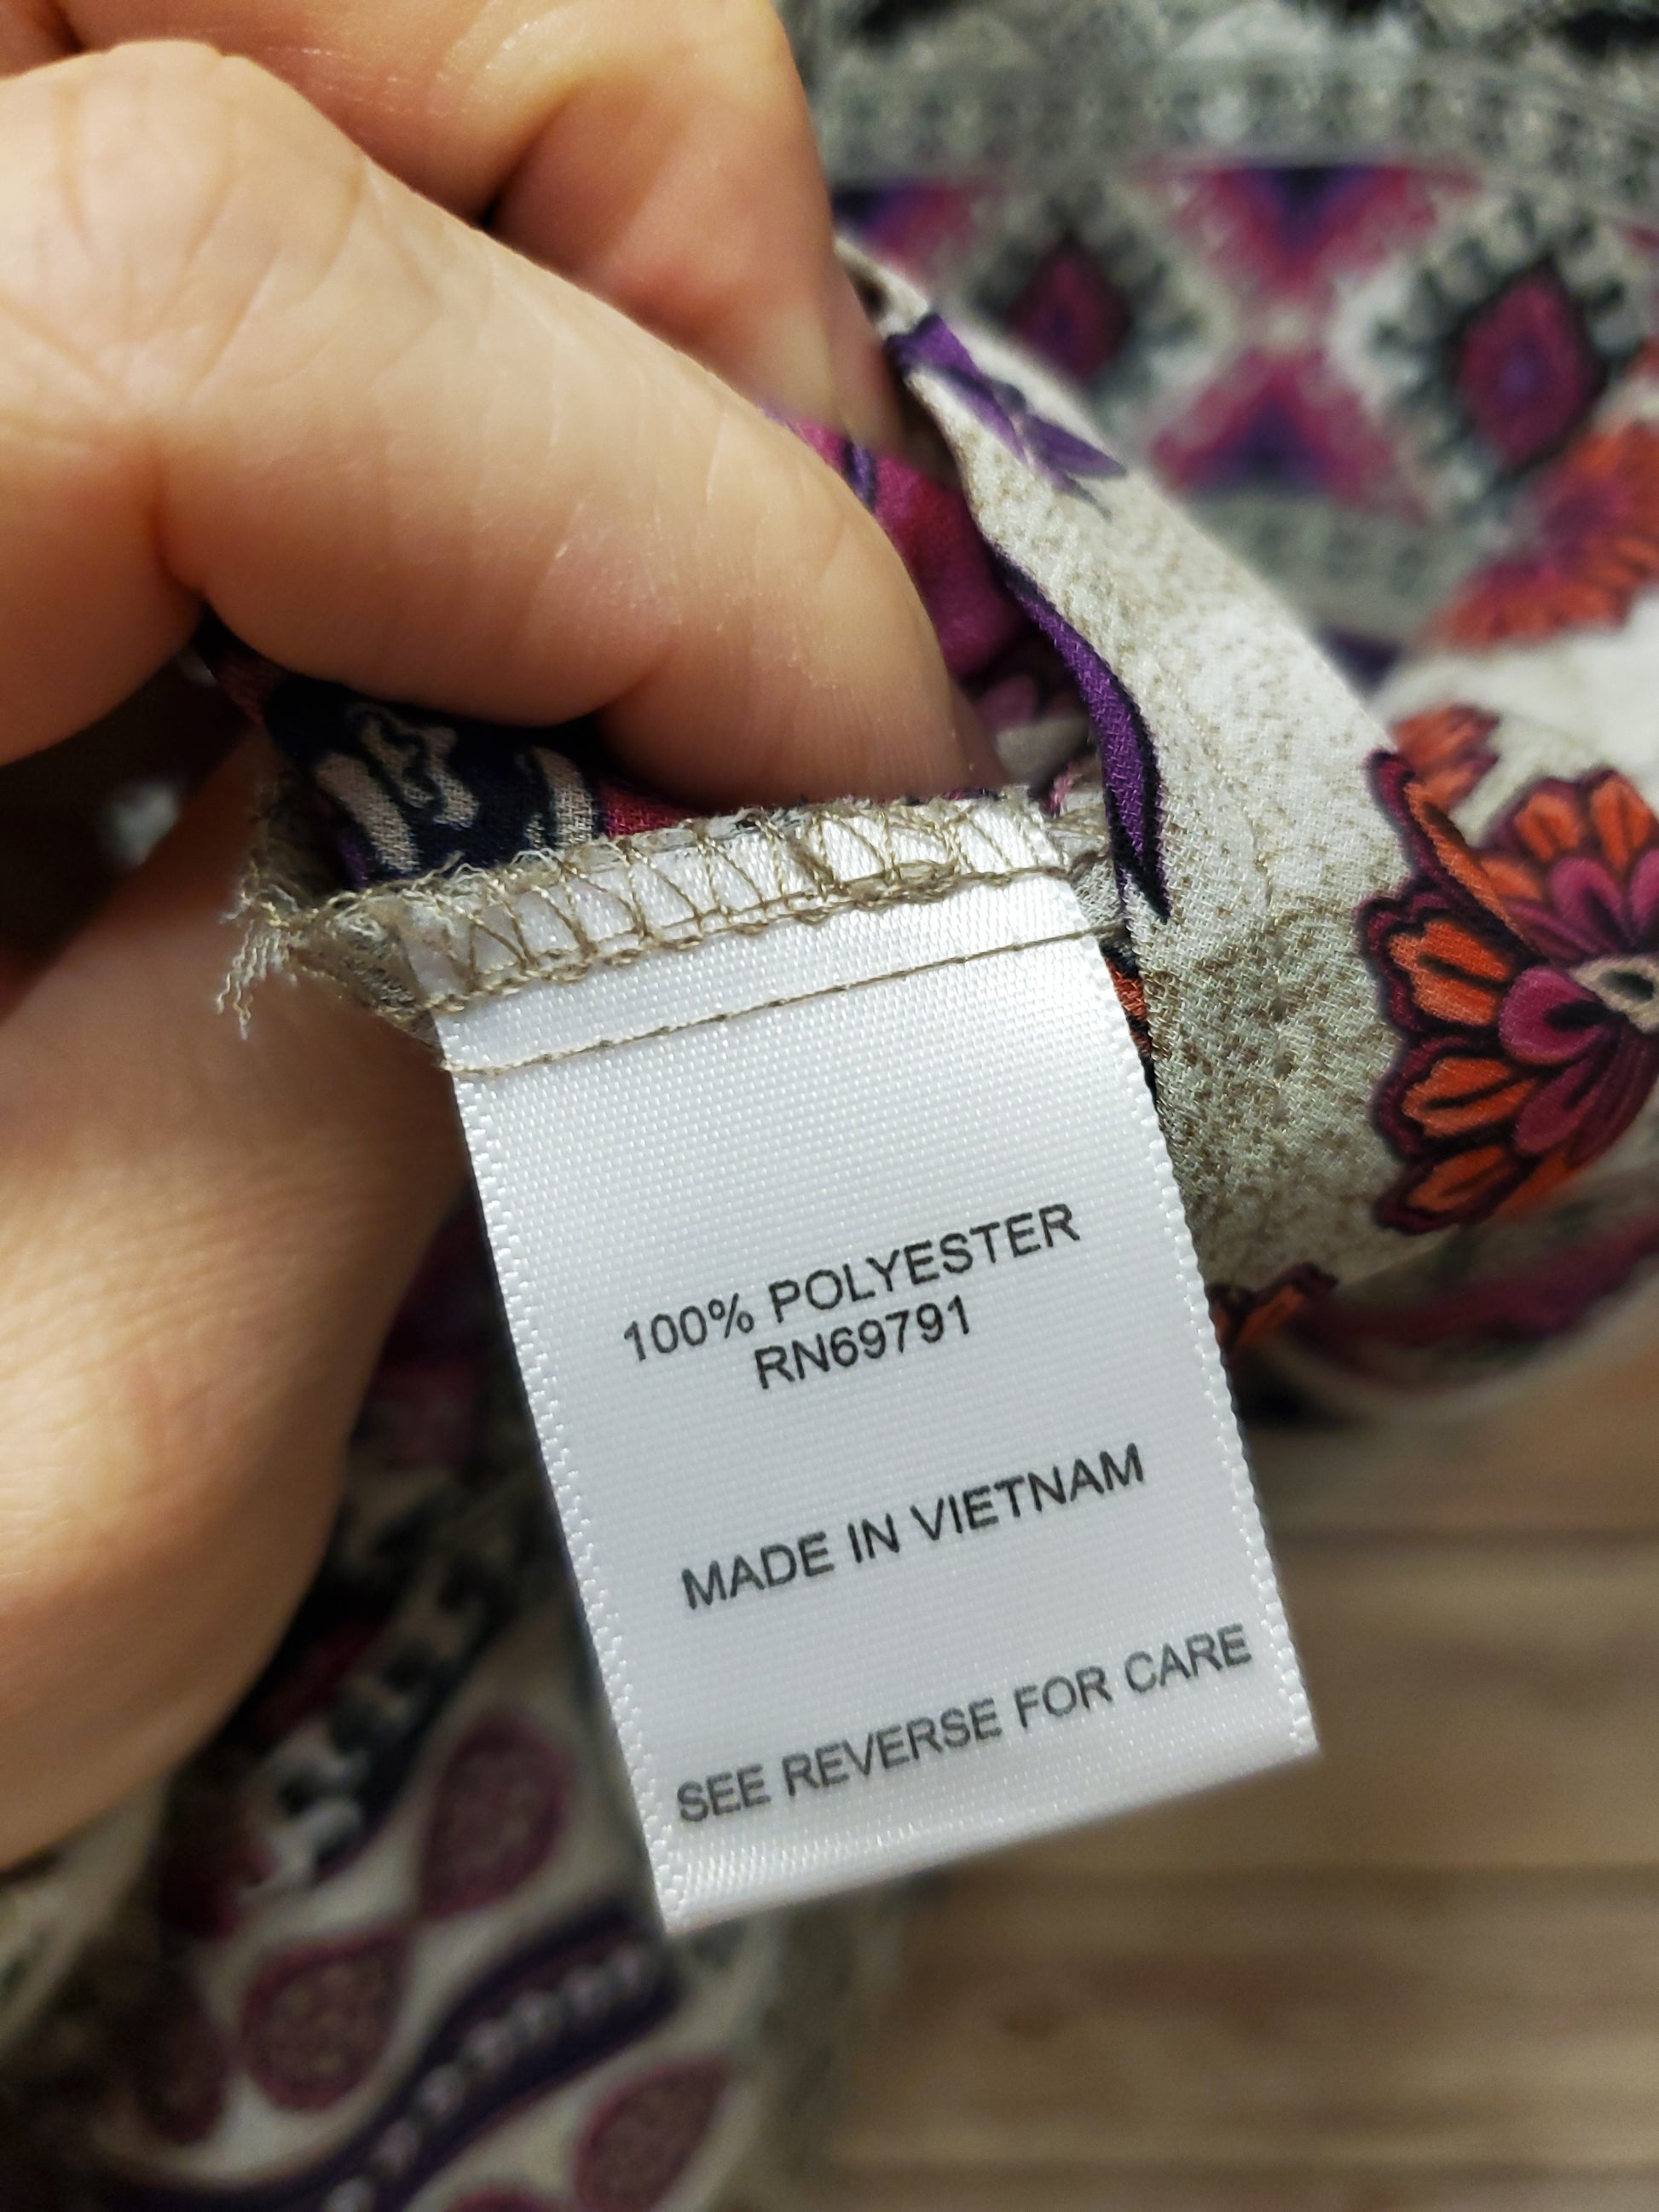 100% POLYESTER
RN69791
MADE IN VIETNAM
SEE REVERSE FOR CARE